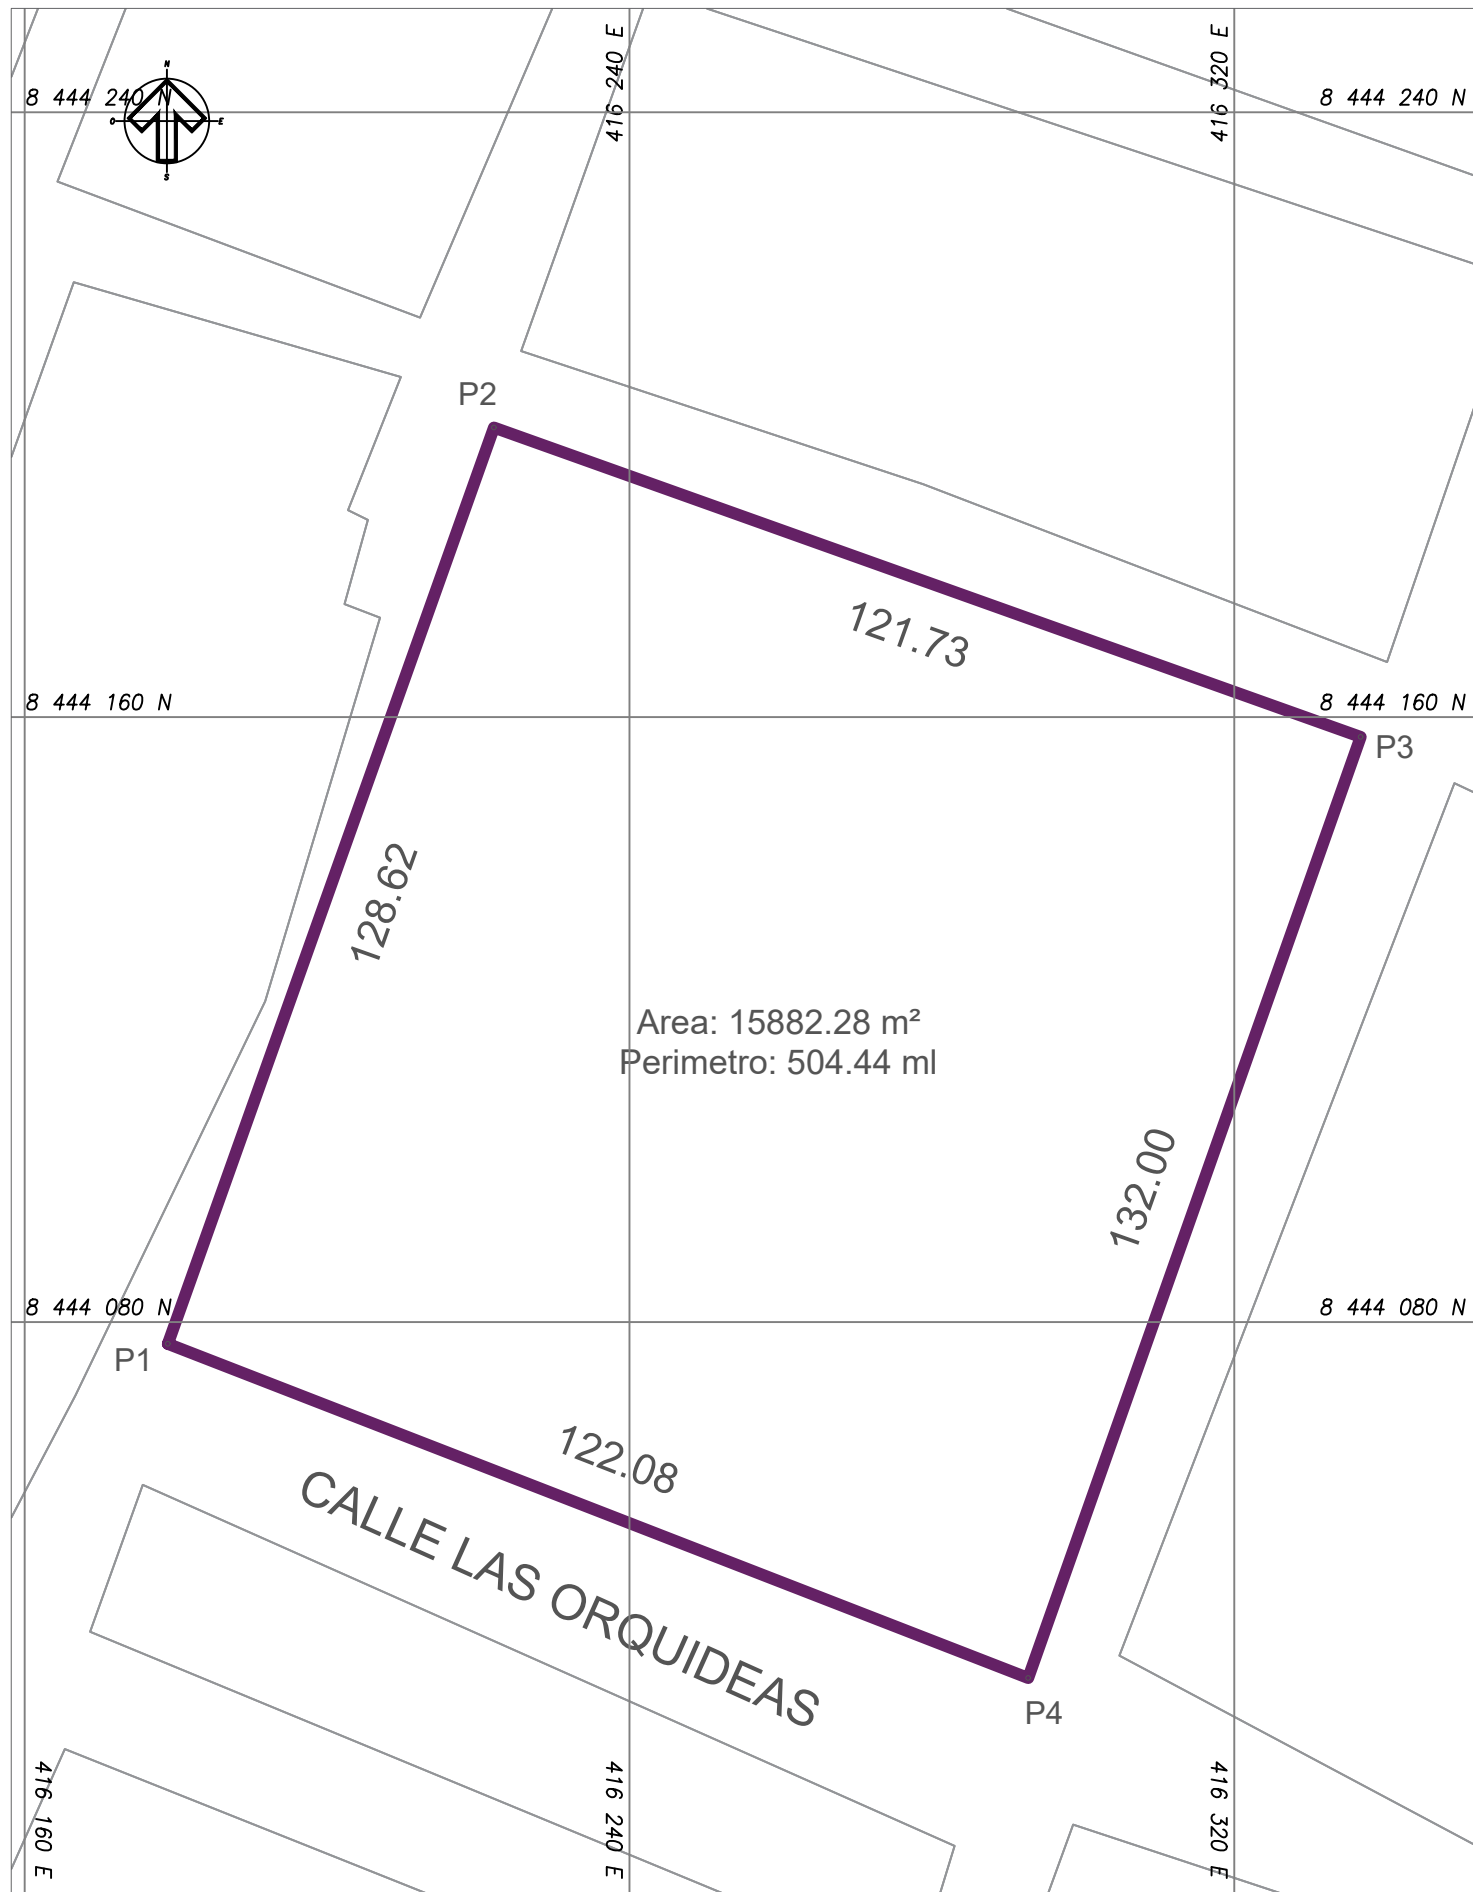 N
O
E
S
416 240 E
416 320 E
8 444 240 N
8 444 240 N
P2
121.73
8 444 160 N
8 444 160 N
P3
128.62
Area: 15882.28 m²
Perimetro: 504.44 ml
132.00
8 444 080 N
8 444 080 N
P1
122.08
CALLE LAS ORQUIDEAS
P4
416 160 E
416 240 E
416 320 E